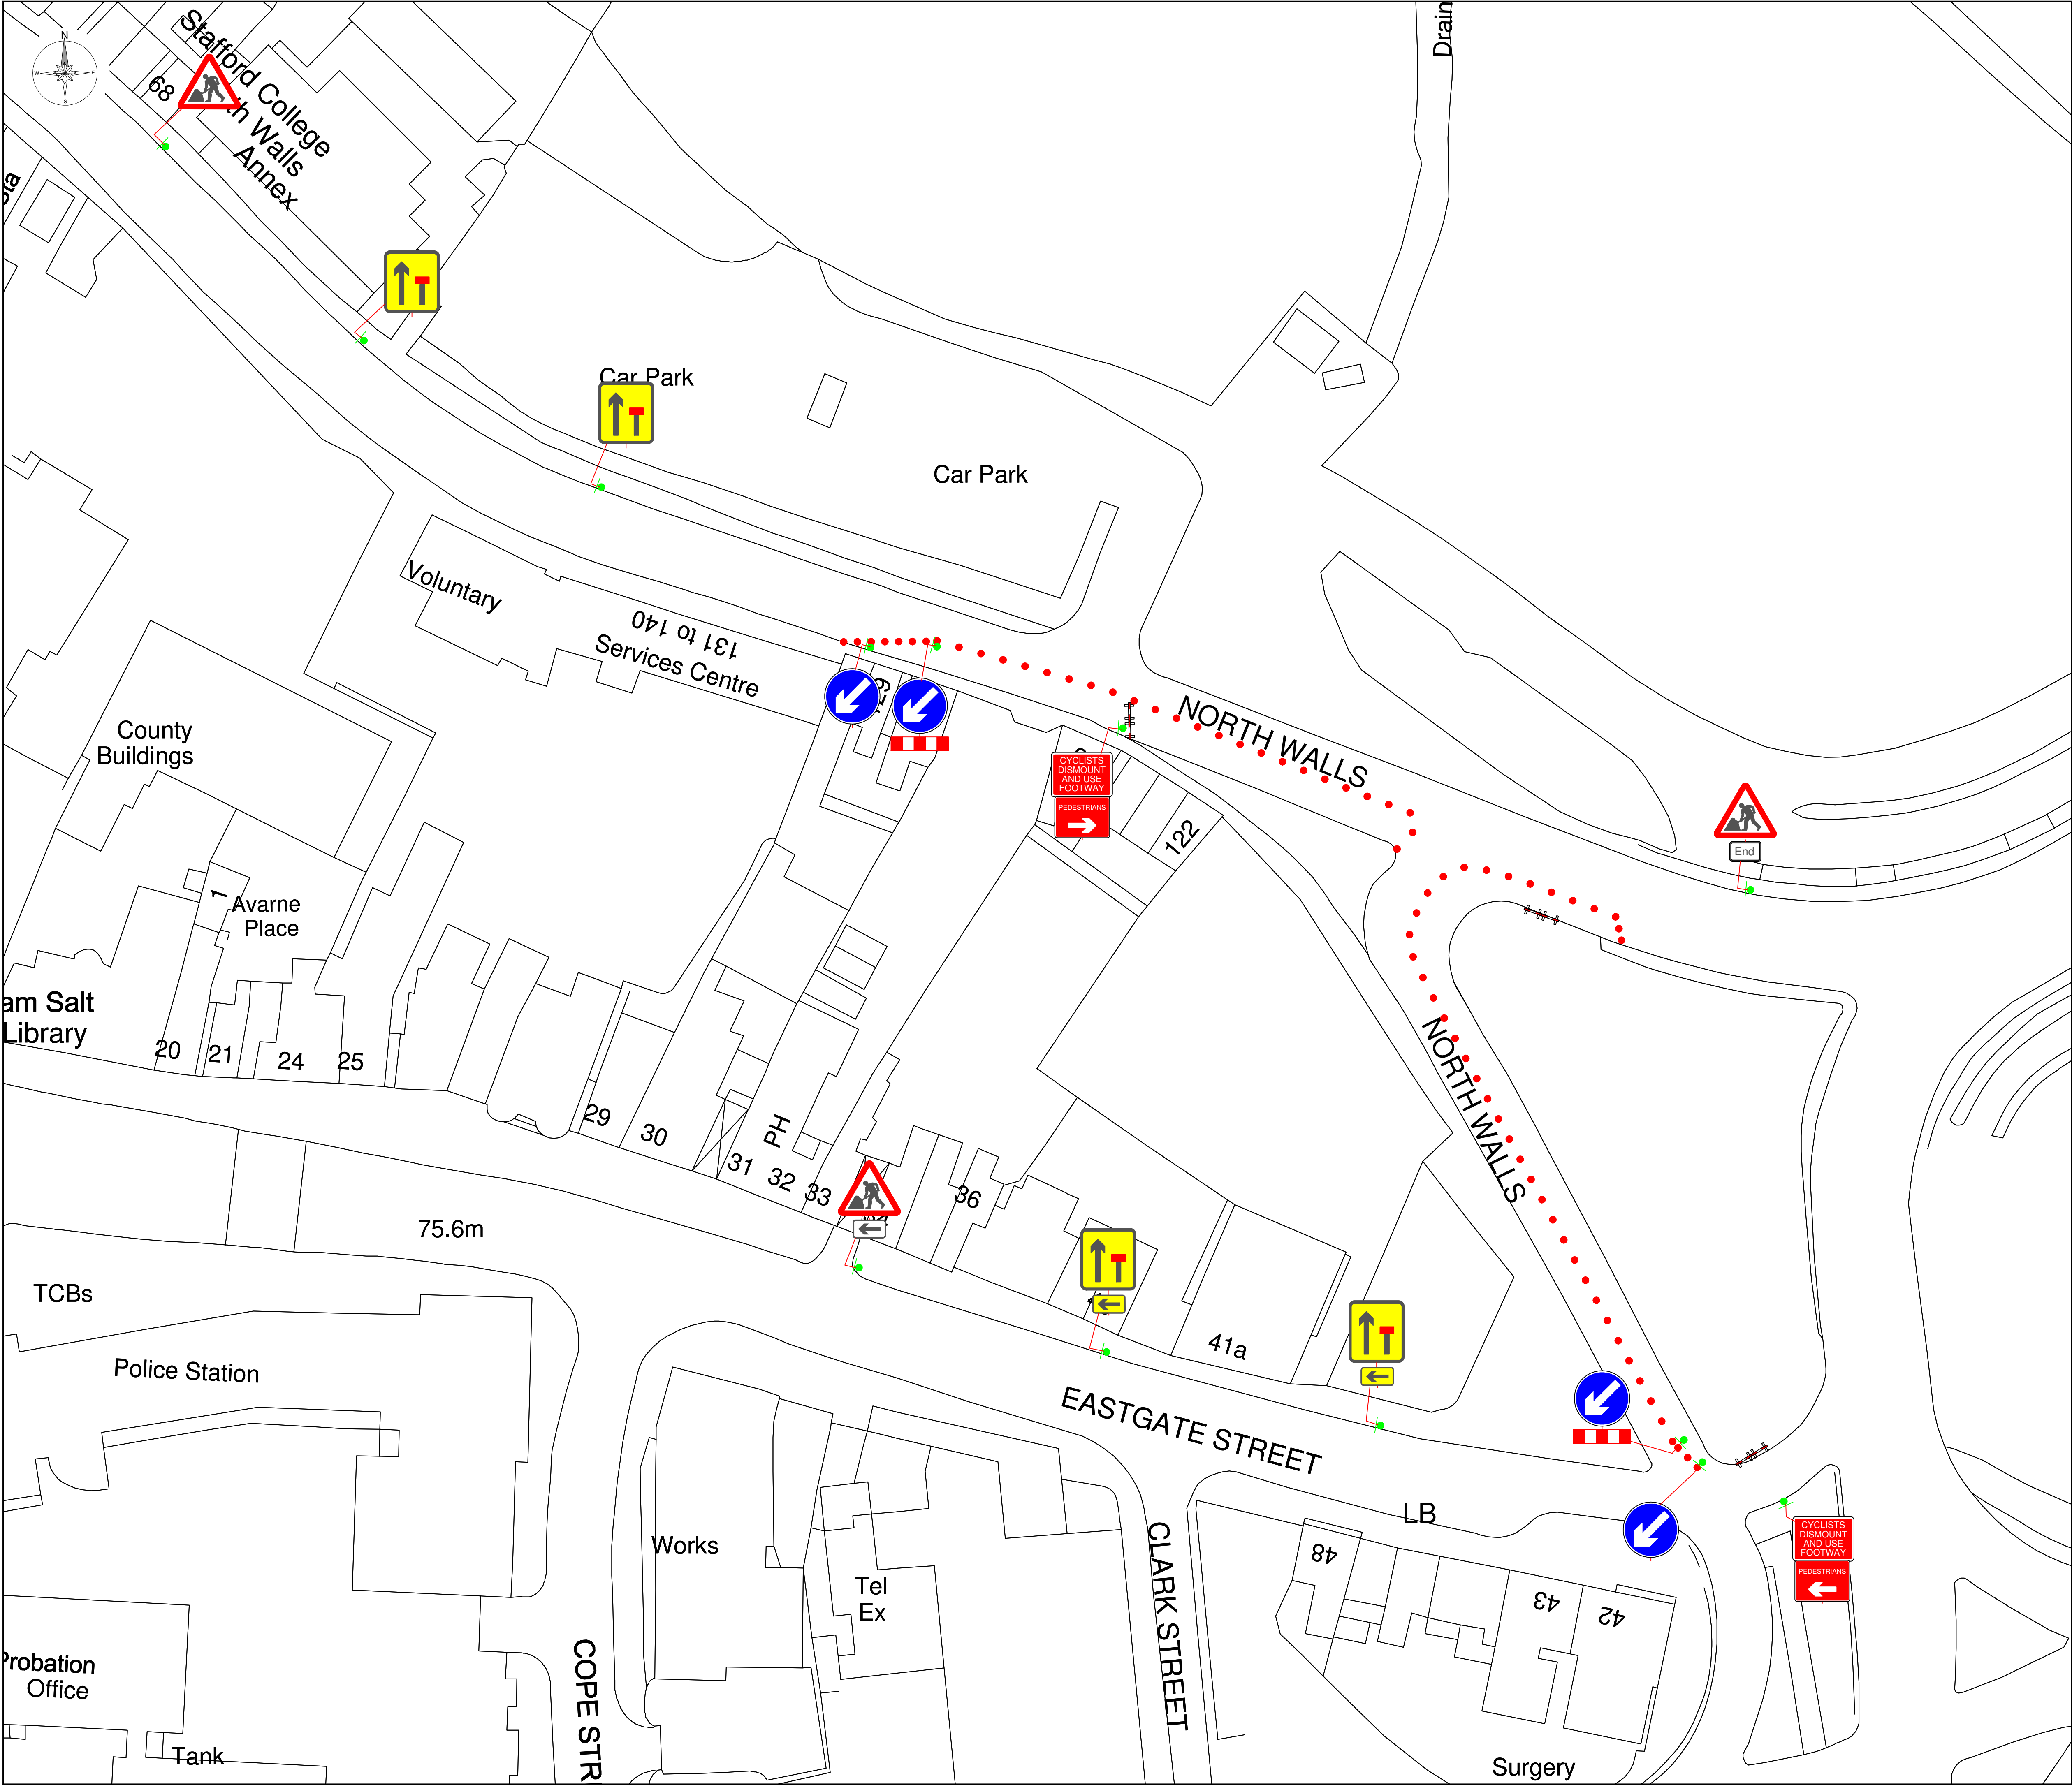 N
W
E
S
Stafford College
th Walls
Annex
68
Drain
Car Park
Car Park
Voluntary
131 to 140
Services Centre
County
Buildings
NORTH WALLS
CYCLISTS
DISMOUNT
AND USE
FOOTWAY
PEDESTRIANS
122
End
1
Avarne
Place
am Salt
Library
20
21
24
25
29
30
31
PH
32
33
36
NORTH WALLS
75.6m
TCBs
Police Station
41a
EASTGATE STREET
LB
Works
Tel
Ex
CLARK STREET
48
43
42
CYCLISTS
DISMOUNT
AND USE
FOOTWAY
PEDESTRIANS
Probation
Office
COPE STR
Tank
Surgery